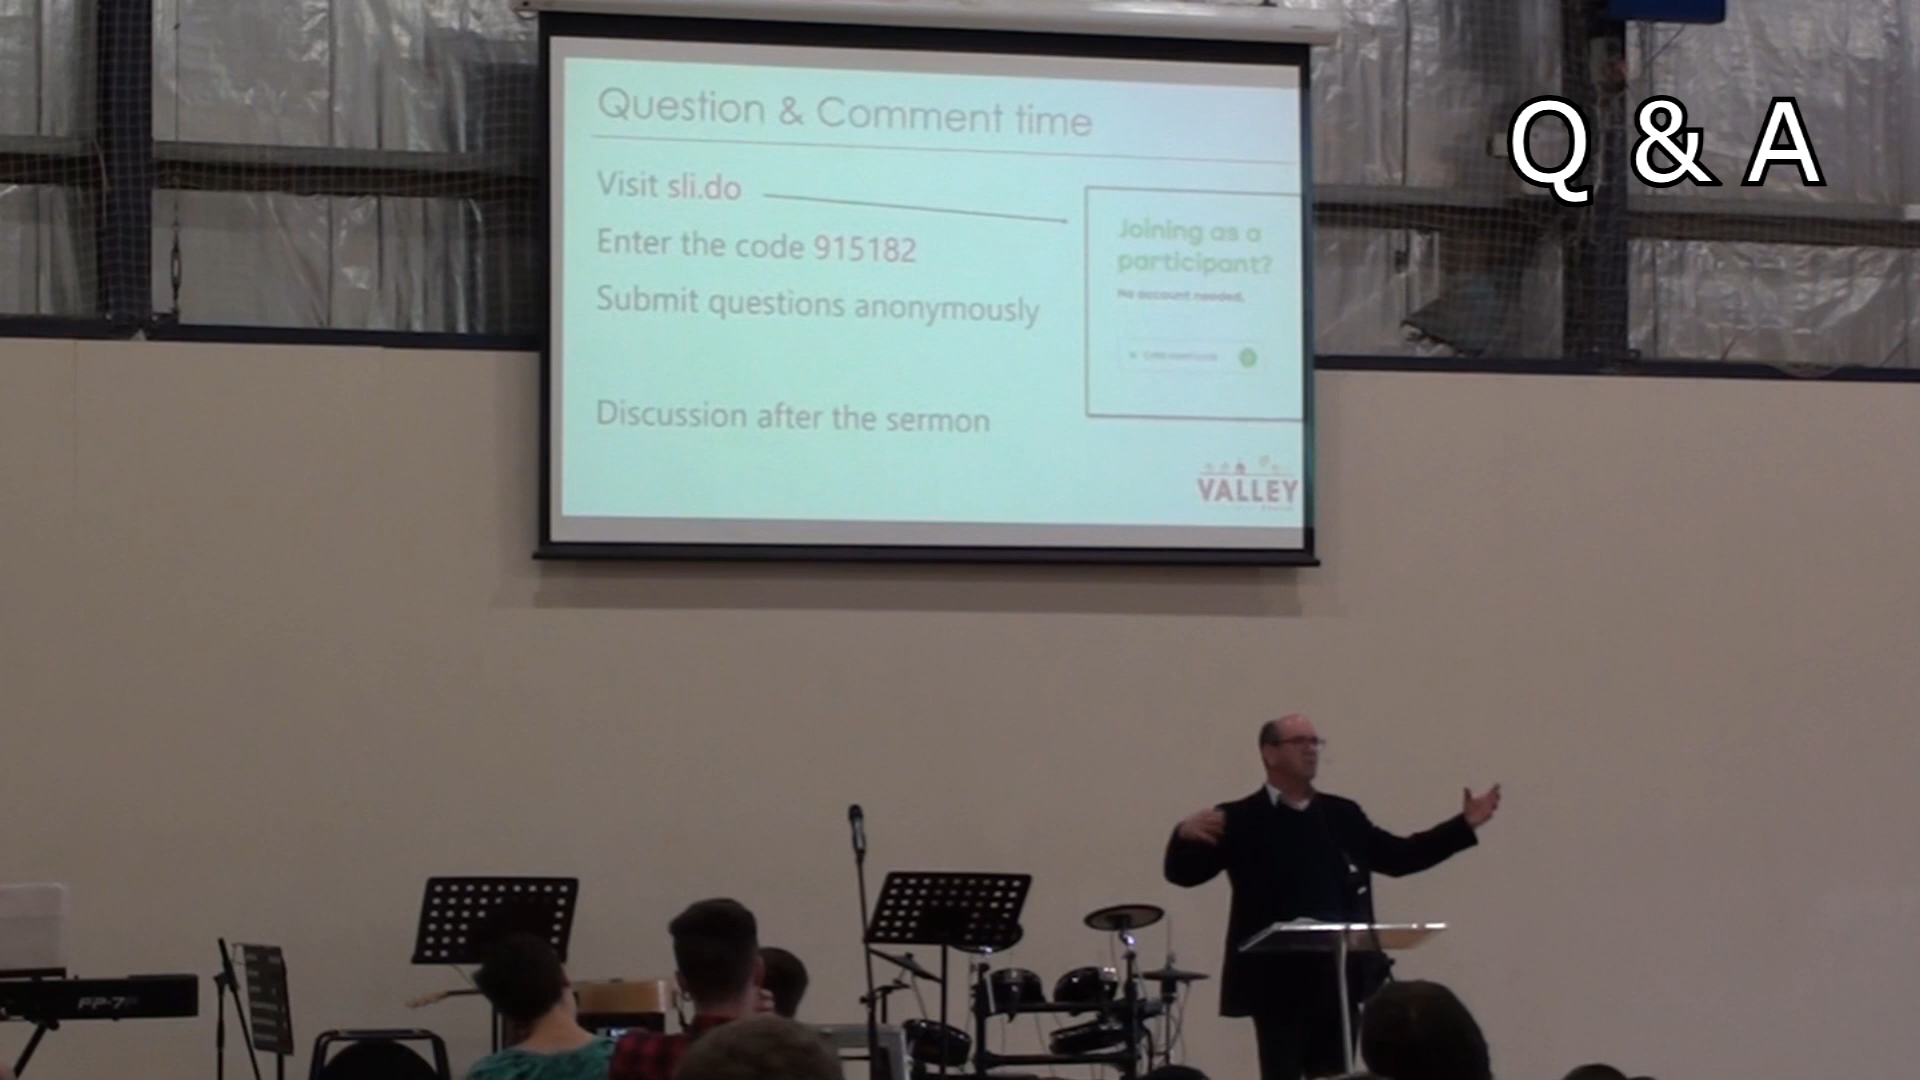 Question & Comment time
Q & A
Visit sli.do
Enter the code 915182
Submit questions anonymously
Joining as a
participant?
No account needed.
Discussion after the sermon
VALLEY
FP-7